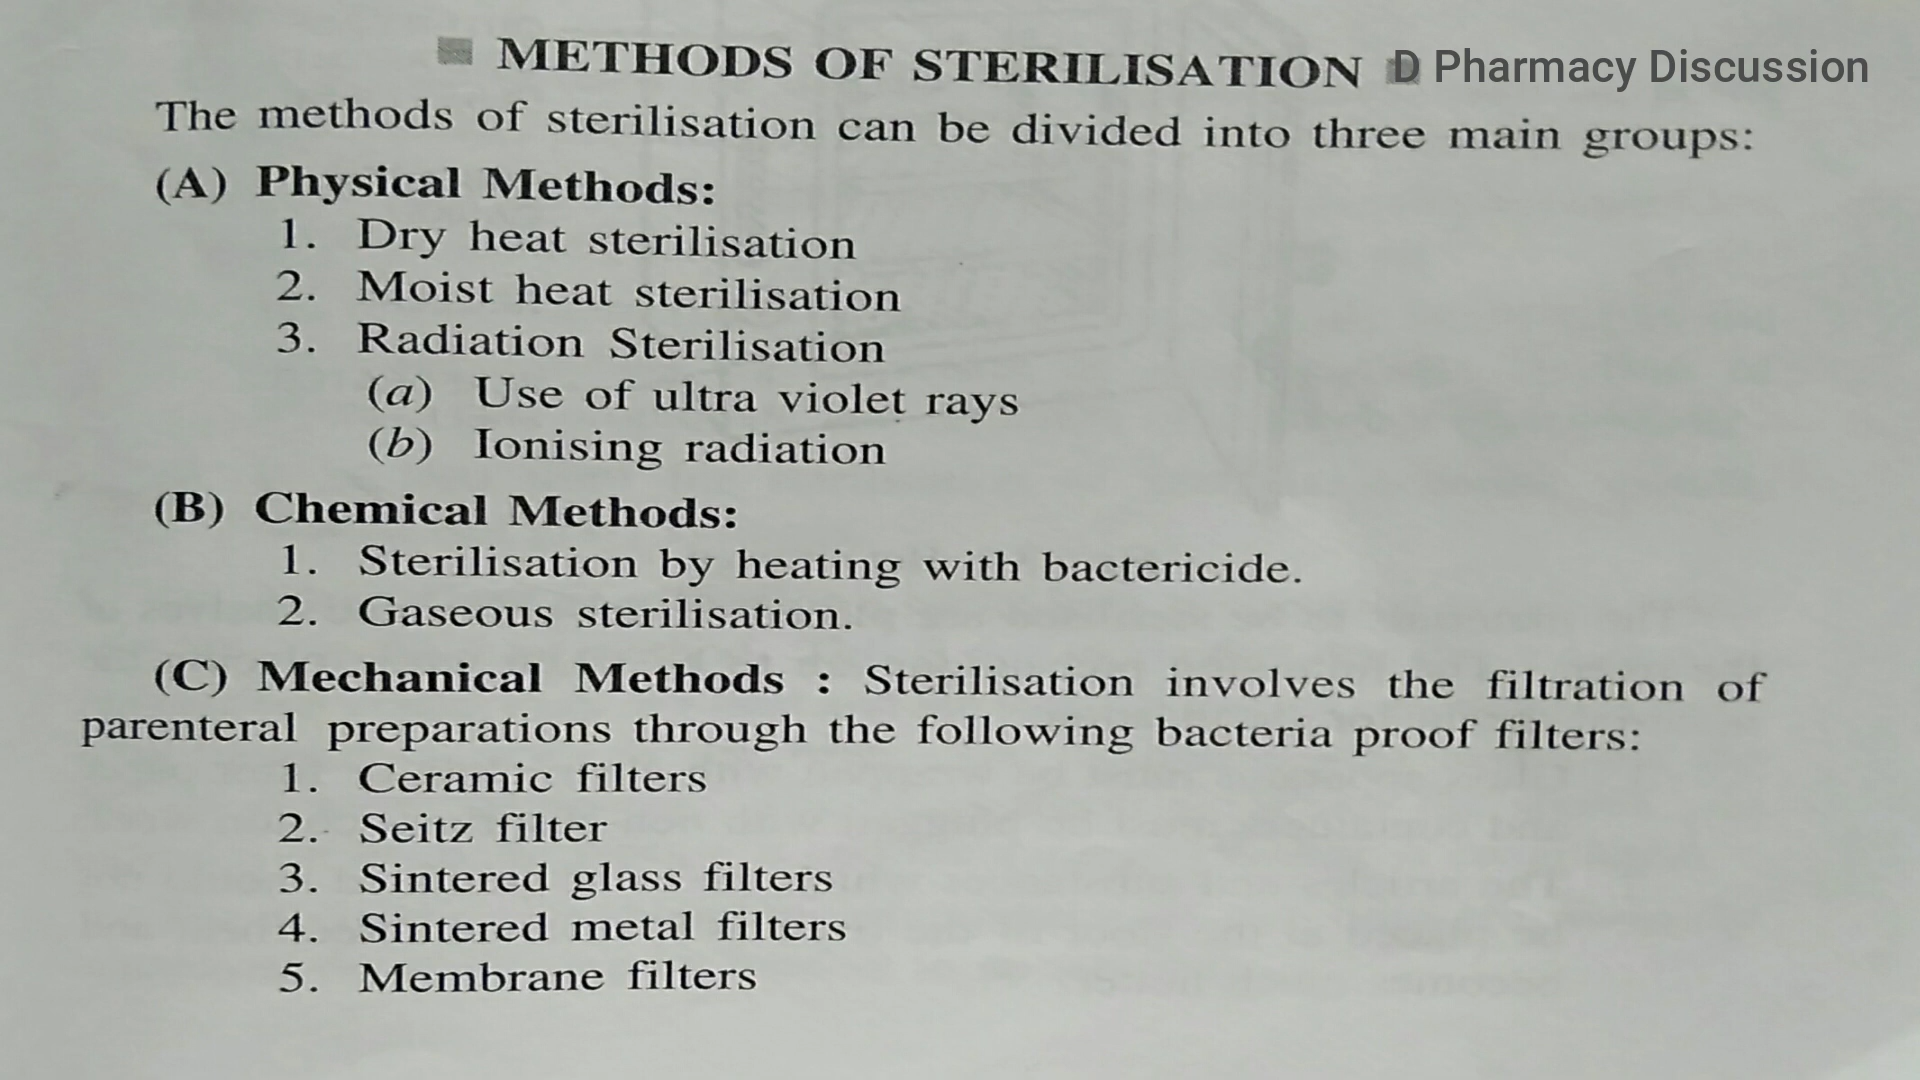 METHODS OF STERILISATION D Pharmacy Discussion
The methods of sterilisation can be divided into three main groups:
(A) Physical Methods:
1. Dry heat sterilisation
2. Moist heat sterilisation
3. Radiation Sterilisation
(a) Use of ultra violet rays
(b) Ionising radiation
(B) Chemical Methods:
1. Sterilisation by heating with bactericide.
2. Gaseous sterilisation.
(C) Mechanical Methods : Sterilisation involves the filtration of
parenteral preparations through the following bacteria proof filters:
1. Ceramic filters
2. Seitz filter
3. Sintered glass filters
4. Sintered metal filters
5. Membrane filters